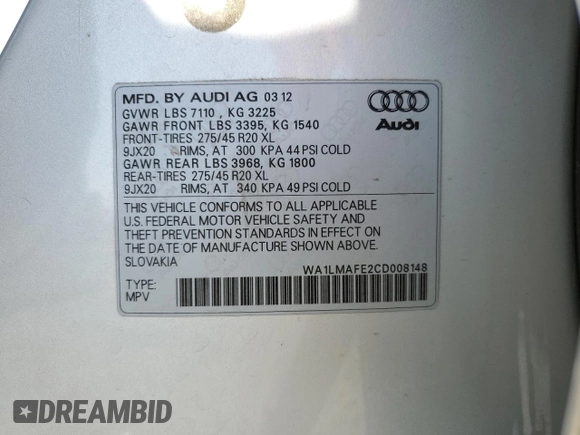 MFD. BY AUDI AG 03 12
GVWR LBS 7110 , KG 3225
GAWR FRONT LBS 3395, KG 1540
FRONT-TIRES 275/45 R20 XL
9JX20 RIMS, AT 300 KPA 44 PSI COLD
GAWR REAR LBS 3968, KG 1800
REAR-TIRES 275/45 R20 XL
9JX20 RIMS, AT 340 KPA 49 PSI COLD
Audi
THIS VEHICLE CONFORMS TO ALL APPLICABLE
U.S. FEDERAL MOTOR VEHICLE SAFETY AND
THEFT PREVENTION STANDARDS IN EFFECT ON
THE DATE OF MANUFACTURE SHOWN ABOVE.
SLOVAKIA
WA1LMAFE2CD008148
TYPE:
MPV
DREAMBID